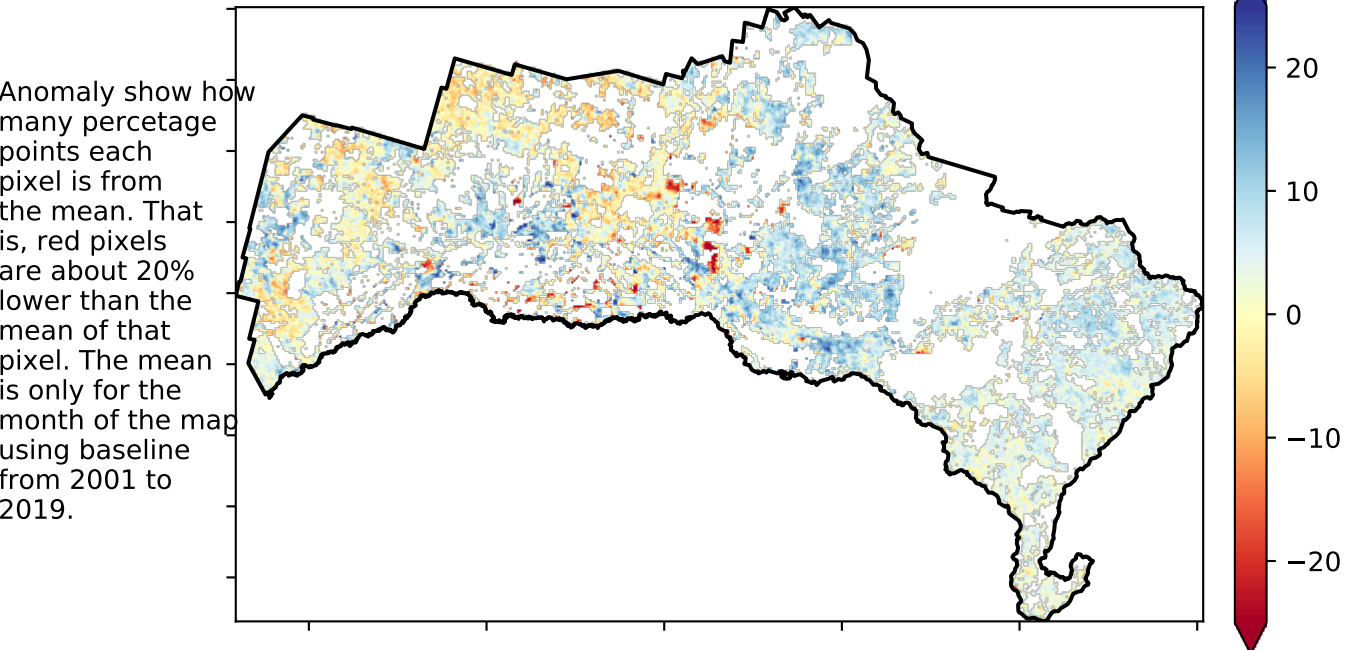 Anomaly show how
many percetage
points each
pixel is from
the mean. That
is, red pixels
are about 20%
lower than the
mean of that
pixel. The mean
is only for the
month of the map
using baseline
from 2001 to
2019.
20
10
0
−10
−20